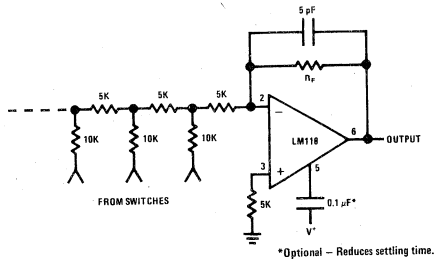 5 pF
n_F
5K
5K
5K
2
6
OUTPUT
LM118
10K
10K
10K
3
5
FROM SWITCHES
5K
0.1 µF*
V+
*Optional – Reduces settling time.